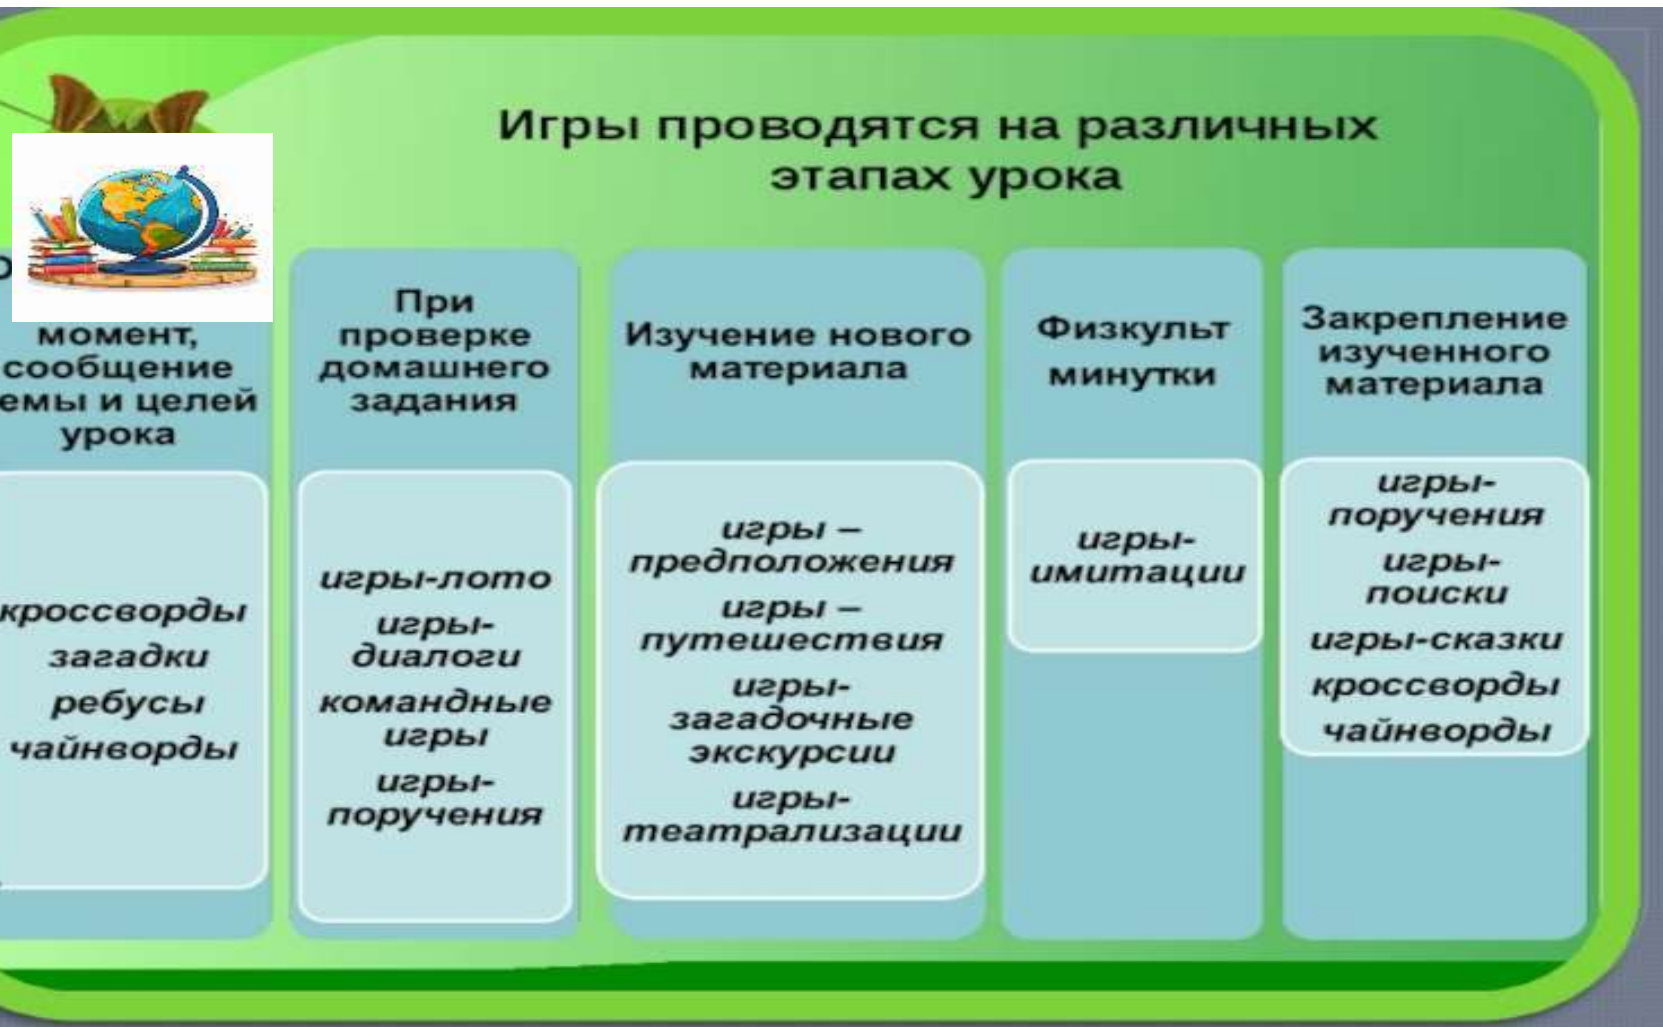 Игры проводятся на различных
этапах урока
момент,
сообщение
емы и целей
урока
кроссворды
загадки
ребусы
чайнворды
При
проверке
домашнего
задания
игры-лото
игры-
диалоги
командные
игры
игры-
поручения
Изучение нового
материала
игры –
предположения
игры –
путешествия
игры-
загадочные
экскурсии
игры-
театрализации
Физкульт
минутки
игры-
имитации
Закрепление
изученного
материала
игры-
поручения
игры-
поиски
игры-сказки
кроссворды
чайнворды